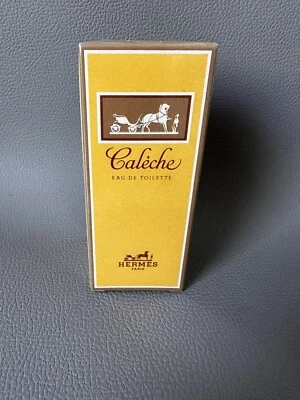 Calèche
EAU DE TOILETTE
HERMÈS
PARIS